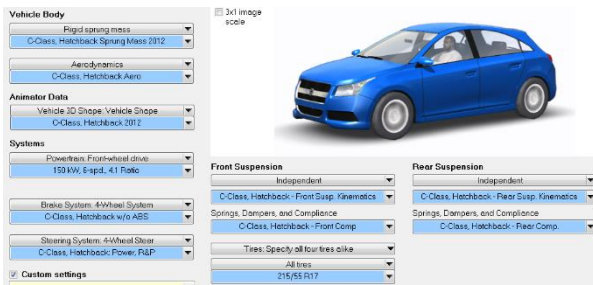 Vehicle Body
Rigid sprung mass
C-Class, Hatchback Sprung Mass 2012
Aerodynamics
C-Class, Hatchback Aero
Animator Data
Vehicle 3D Shape: Vehicle Shape
C-Class, Hatchback 2012
Systems
Powertrain: Front-wheel drive
150 kW, 6-spd., 4.1 Ratio
Brake System: 4-Wheel System
C-Class, Hatchback w/o ABS
Steering System: 4-Wheel Steer
C-Class, Hatchback: Power, R&P
Custom settings
3x1 image
scale
Front Suspension
Independent
C-Class, Hatchback - Front Susp. Kinematics
Springs, Dampers, and Compliance
C-Class, Hatchback - Front Comp
Tires: Specify all four tires alike
All tires
215/55 R17
Rear Suspension
Independent
C-Class, Hatchback - Rear Susp. Kinematics
Springs, Dampers, and Compliance
C-Class, Hatchback - Rear Comp.